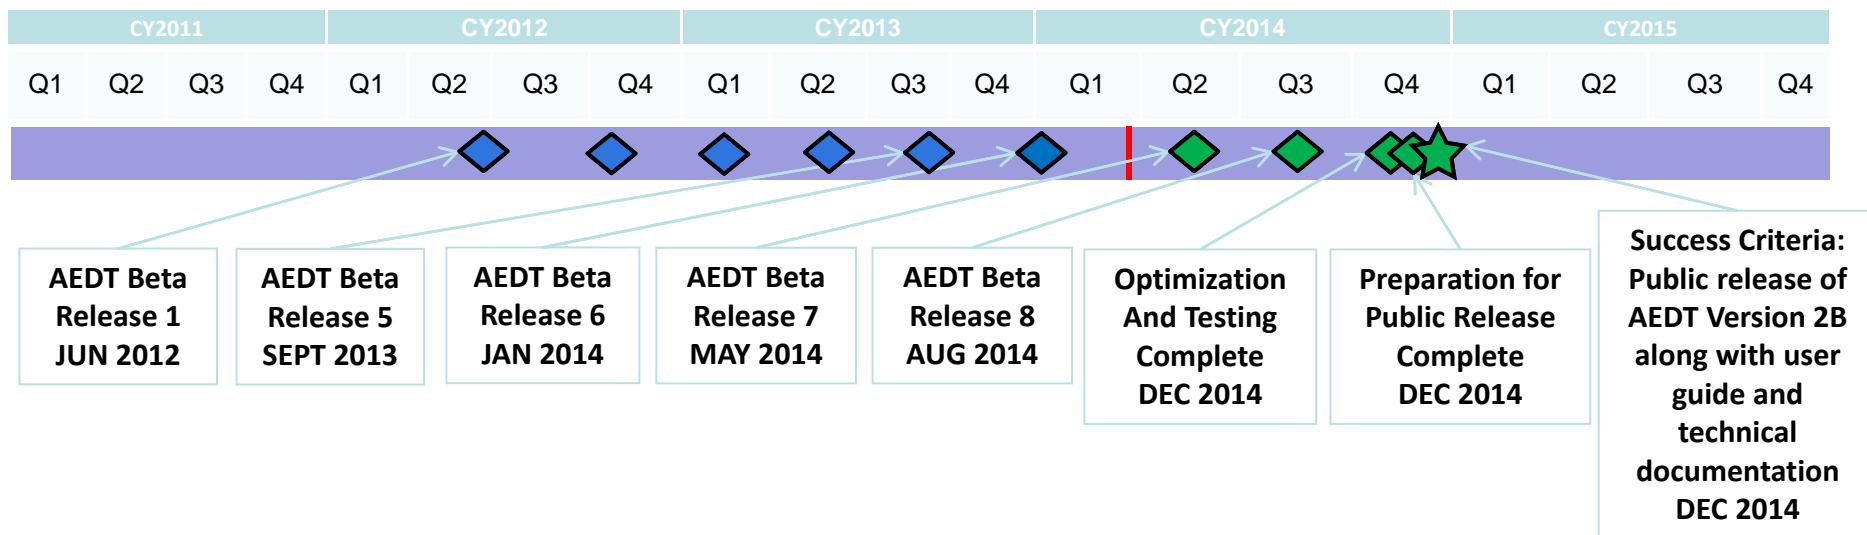 CY2011 CY2012 CY2013 CY2014 CY2015
Q1 Q2 Q3 Q4 Q1 Q2 Q3 Q4 Q1 Q2 Q3 Q4 Q1 Q2 Q3 Q4 Q1 Q2 Q3 Q4
AEDT Beta
Release 1
JUN 2012
AEDT Beta
Release 5
SEPT 2013
AEDT Beta
Release 6
JAN 2014
AEDT Beta
Release 7
MAY 2014
AEDT Beta
Release 8
AUG 2014
Optimization
And Testing
Complete
DEC 2014
Preparation for
Public Release
Complete
DEC 2014
Success Criteria:
Public release of
AEDT Version 2B
along with user
guide and
technical
documentation
DEC 2014